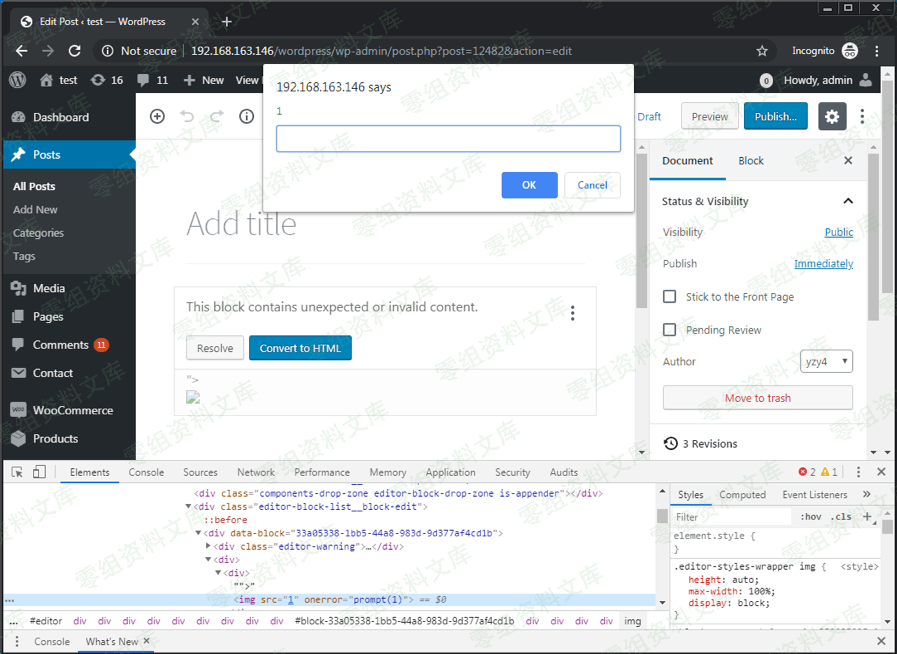 Edit Post ‹ test — WordPress
Not secure | 192.168.163.146/wordpress/wp-admin/post.php?post=12482&action=edit
Incognito
test
16
11
New
View
0
Howdy, admin
192.168.163.146 says
1
OK
Cancel
Dashboard
Posts
All Posts
Add New
Categories
Tags
Media
Pages
Comments 11
Contact
WooCommerce
Products
Draft
Preview
Publish...
Add title
This block contains unexpected or invalid content.
Resolve
Convert to HTML
">
Document
Block
Status & Visibility
Visibility
Public
Publish
Immediately
Stick to the Front Page
Pending Review
Author
yzy4
Move to trash
3 Revisions
Elements
Console
Sources
Network
Performance
Memory
Application
Security
Audits
2
1
<div class="components-drop-zone editor-block-drop-zone is-appender"></div>
<div class="editor-block-list__block-edit">
::before
<div data-block="33a05338-1bb5-44a8-983d-9d377af4cd1b">
<div class="editor-warning">…</div>
<div>
<div>
"">"
<img src="1" onerror="prompt(1)"> == $0
... #editor div div div div div div div div #block-33a05338-1bb5-44a8-983d-9d377af4cd1b div div div div img
Styles
Computed
Event Listeners
»
Filter
:hov .cls +
element.style {
}
.editor-styles-wrapper img { <style>
height: auto;
max-width: 100%;
display: block;
}
Console
What's New
零组资料文库